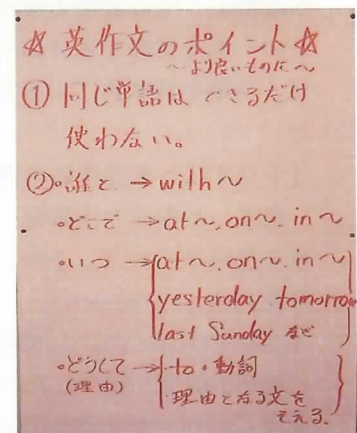 ☆英作文のポイント☆
～より良いものに～
① 同じ単語は できるだけ
使わない。
②・誰と → with～
・どこで → at～, on～, in～
・いつ → at～, on～, in～
yesterday tomorrow
last Sunday など
・どうして → ・to・動詞
(理由) ・理由となる文を
そえる。